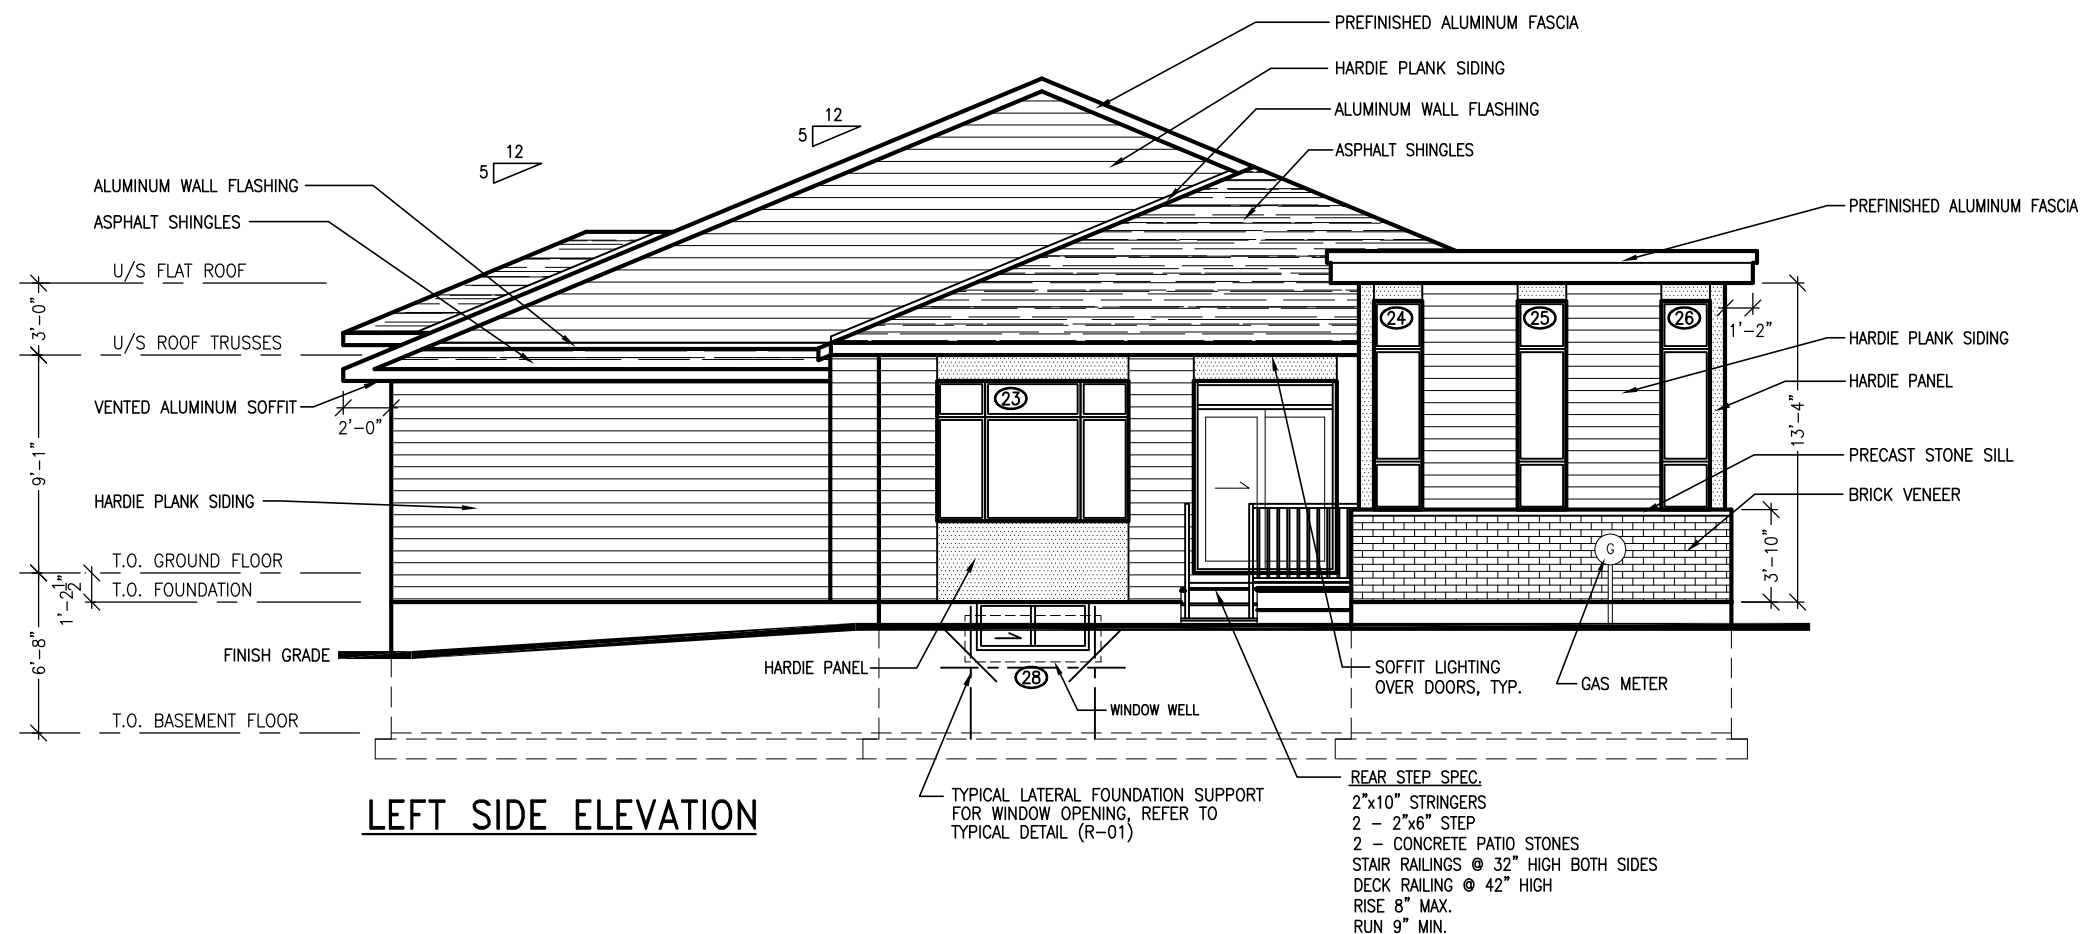 PREFINISHED ALUMINUM FASCIA
HARDIE PLANK SIDING
ALUMINUM WALL FLASHING
ASPHALT SHINGLES
12
5
12
5
ALUMINUM WALL FLASHING
ASPHALT SHINGLES
U/S FLAT ROOF
3'-0"
U/S ROOF TRUSSES
VENTED ALUMINUM SOFFIT
2'-0"
9'-1"
HARDIE PLANK SIDING
T.O. GROUND FLOOR
T.O. FOUNDATION
1'-2 1/2"
6'-8"
FINISH GRADE
T.O. BASEMENT FLOOR
PREFINISHED ALUMINUM FASCIA
24
25
26
1'-2"
HARDIE PLANK SIDING
HARDIE PANEL
13'-4"
PRECAST STONE SILL
BRICK VENEER
3'-10"
23
G
HARDIE PANEL
28
WINDOW WELL
SOFFIT LIGHTING
OVER DOORS, TYP.
GAS METER
TYPICAL LATERAL FOUNDATION SUPPORT
FOR WINDOW OPENING, REFER TO
TYPICAL DETAIL (R-01)
REAR STEP SPEC.
2"x10" STRINGERS
2 - 2"x6" STEP
2 - CONCRETE PATIO STONES
STAIR RAILINGS @ 32" HIGH BOTH SIDES
DECK RAILING @ 42" HIGH
RISE 8" MAX.
RUN 9" MIN.
LEFT SIDE ELEVATION